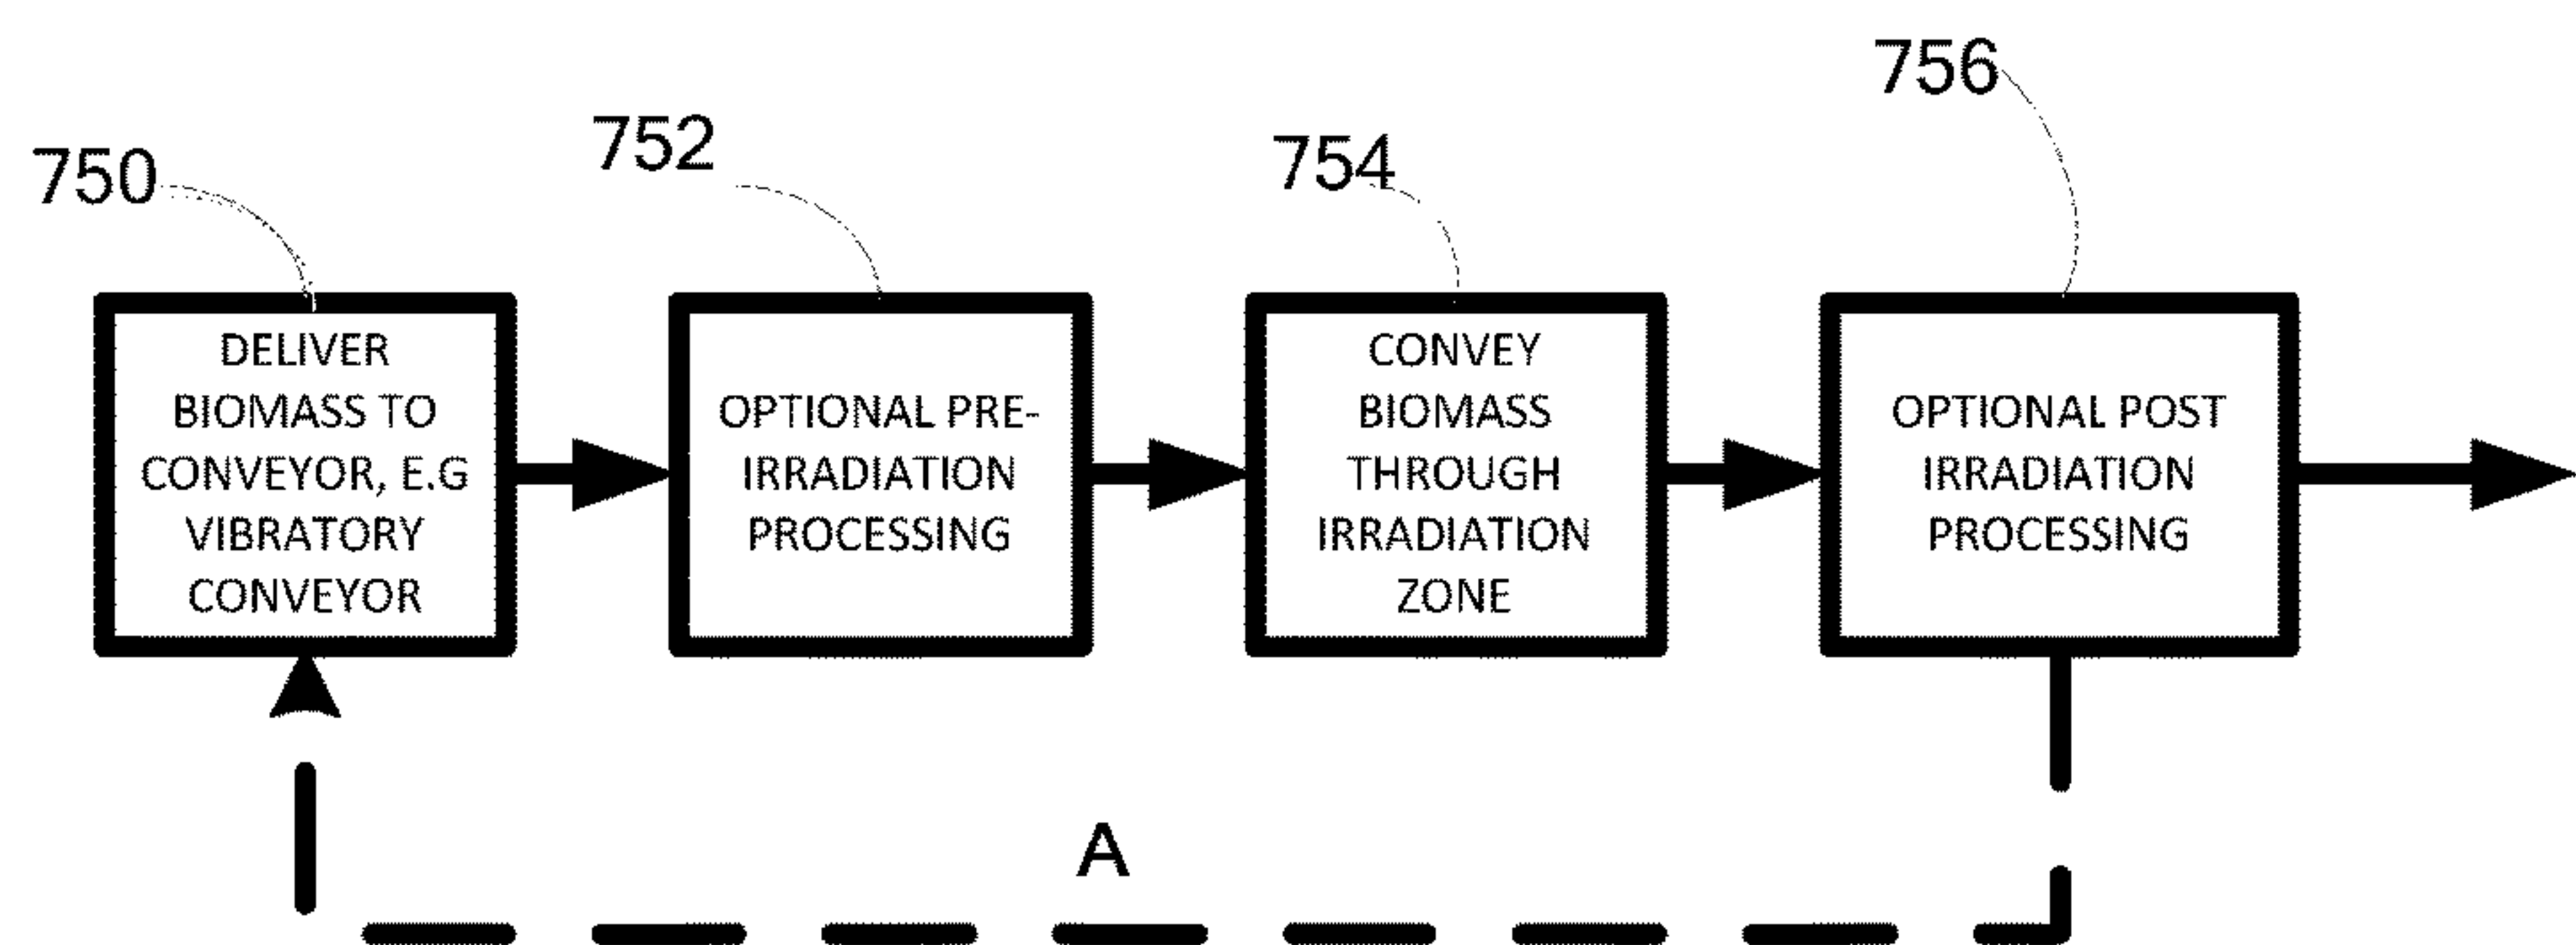 756
752
754
750
DELIVER
BIOMASS TO
CONVEYOR, E.G
VIBRATORY
CONVEYOR
OPTIONAL PRE-
IRRADIATION
PROCESSING
CONVEY
BIOMASS
THROUGH
IRRADIATION
ZONE
OPTIONAL POST
IRRADIATION
PROCESSING
A